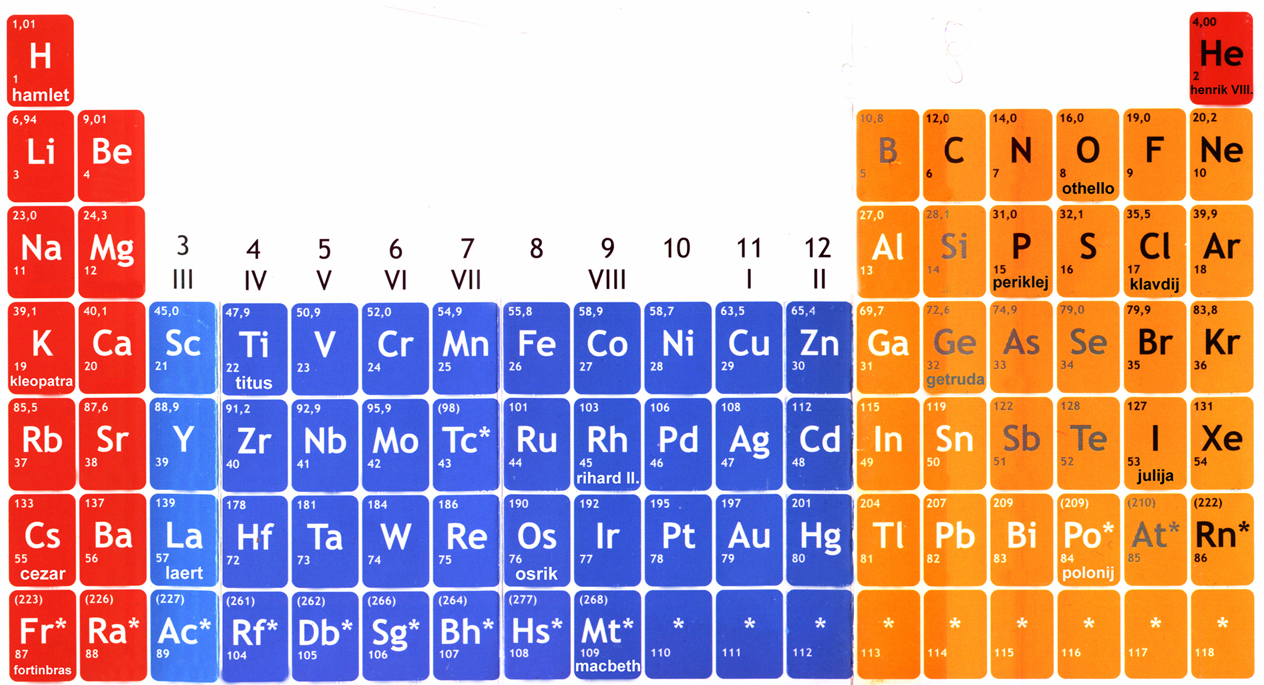 1,01
H
1
hamlet
4,00
He
2
henrik VIII.
6,94
Li
3
9,01
Be
4
10,8
B
5
12,0
C
6
14,0
N
7
16,0
O
8
othello
19,0
F
9
20,2
Ne
10
23,0
Na
11
24,3
Mg
12
3
III
4
IV
5
V
6
VI
7
VII
8
9
VIII
10
11
I
12
II
27,0
Al
13
28,1
Si
14
31,0
P
15
periklej
32,1
S
16
35,5
Cl
17
klavdij
39,9
Ar
18
39,1
K
19
kleopatra
40,1
Ca
20
45,0
Sc
21
47,9
Ti
22
titus
50,9
V
23
52,0
Cr
24
54,9
Mn
25
55,8
Fe
26
58,9
Co
27
58,7
Ni
28
63,5
Cu
29
65,4
Zn
30
69,7
Ga
31
72,6
Ge
32
getruda
74,9
As
33
79,0
Se
34
79,9
Br
35
83,8
Kr
36
85,5
Rb
37
87,6
Sr
38
88,9
Y
39
91,2
Zr
40
92,9
Nb
41
95,9
Mo
42
(98)
Tc*
43
101
Ru
44
103
Rh
45
rihard II.
106
Pd
46
108
Ag
47
112
Cd
48
115
In
49
119
Sn
50
122
Sb
51
128
Te
52
127
I
53
julija
131
Xe
54
133
Cs
55
cezar
137
Ba
56
139
La
57
laert
178
Hf
72
181
Ta
73
184
W
74
186
Re
75
190
Os
76
osrik
192
Ir
77
195
Pt
78
197
Au
79
201
Hg
80
204
Tl
81
207
Pb
82
209
Bi
83
(209)
Po*
84
polonij
(210)
At*
85
(222)
Rn*
86
(223)
Fr*
87
fortinbras
(226)
Ra*
88
(227)
Ac*
89
(261)
Rf*
104
(262)
Db*
105
(266)
Sg*
106
(264)
Bh*
107
(277)
Hs*
108
(268)
Mt*
109
macbeth
*
110
*
111
*
112
*
113
*
114
*
115
*
116
*
117
*
118